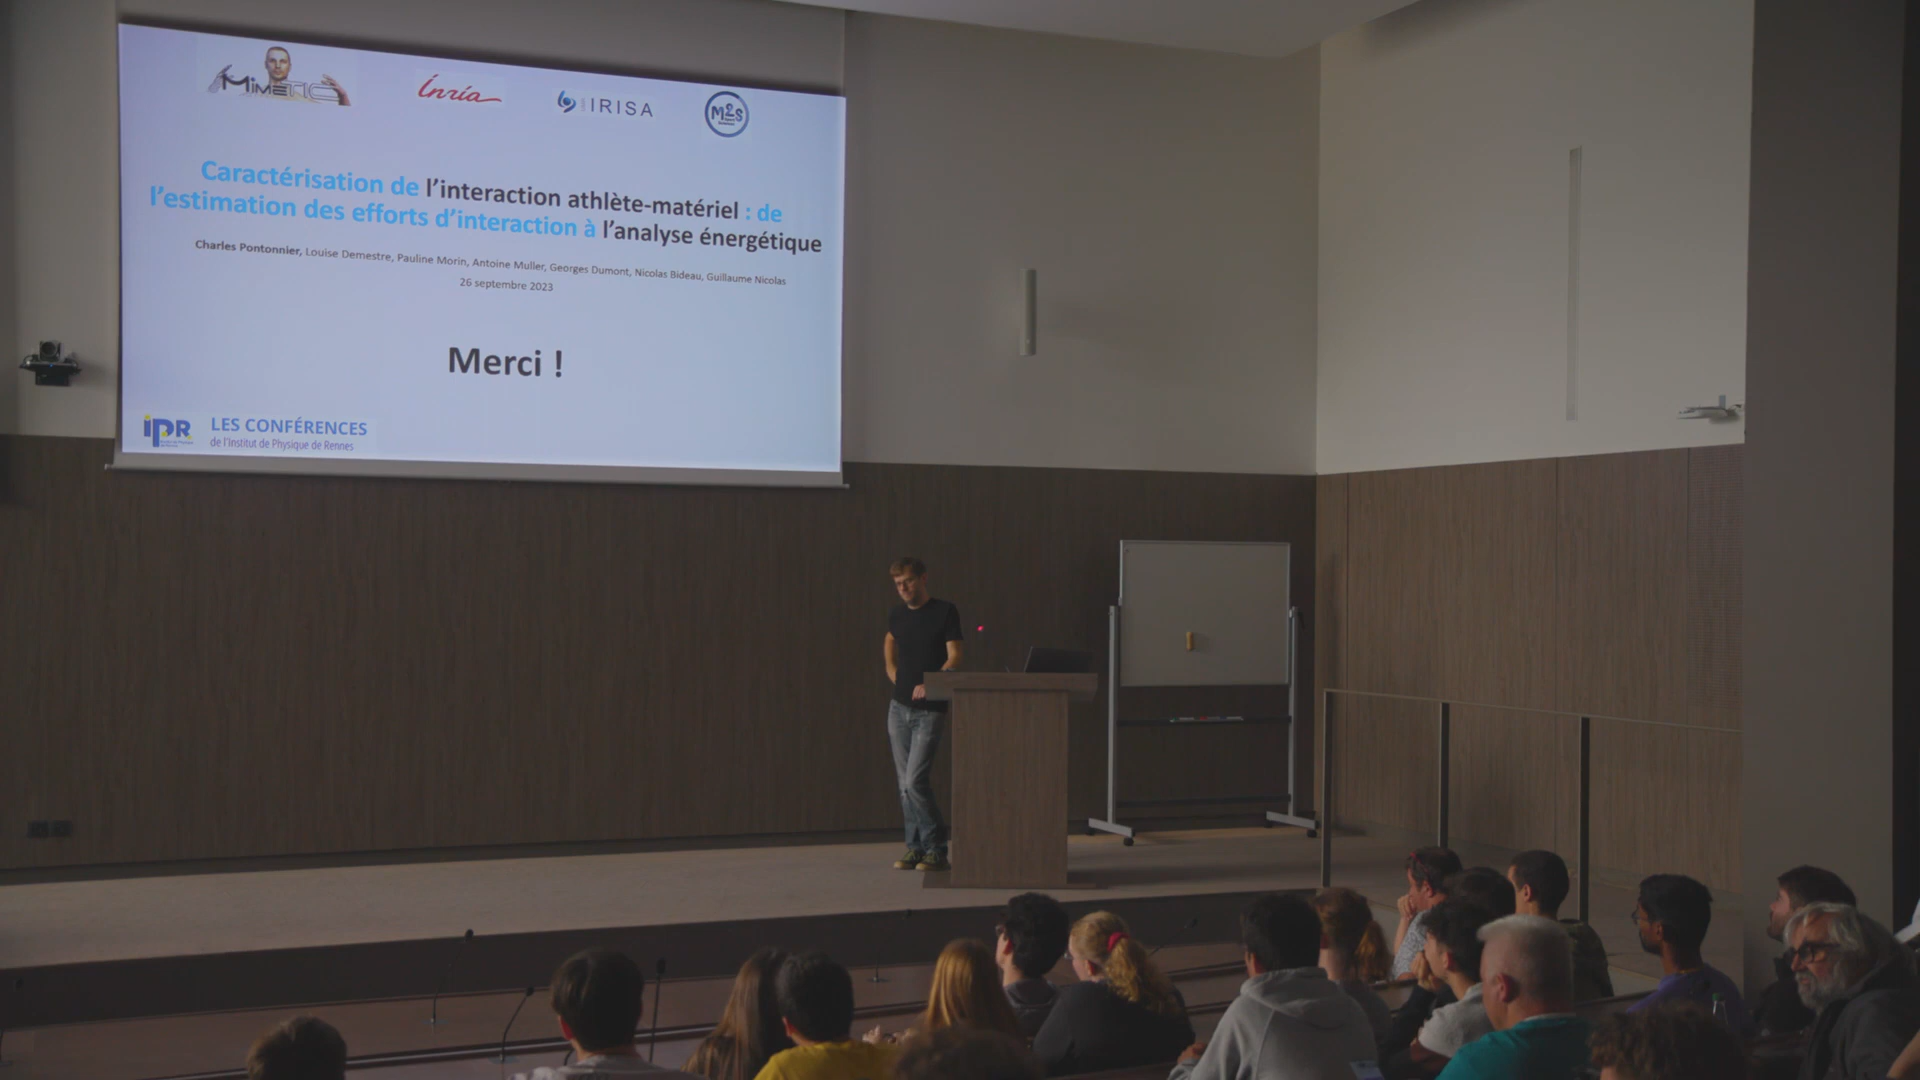 MimeTIC
Inria
IRISA
M2S
Caractérisation de l'interaction athlète-matériel : de
l'estimation des efforts d'interaction à l'analyse énergétique
Charles Pontonnier, Louise Demestre, Pauline Morin, Antoine Muller, Georges Dumont, Nicolas Bideau, Guillaume Nicolas
26 septembre 2023
Merci !
iPR
LES CONFÉRENCES
de l'Institut de Physique de Rennes